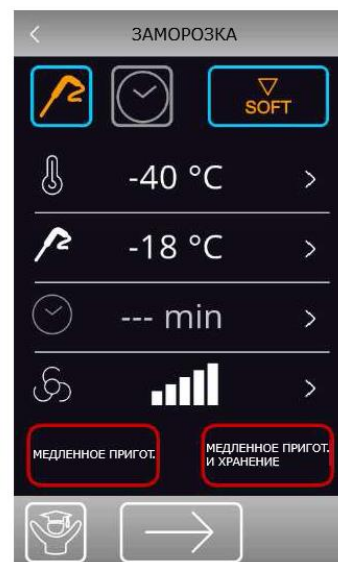 ЗАМОРОЗКА
SOFT
-40 °C
-18 °C
--- min
МЕДЛЕННОЕ ПРИГОТ.
МЕДЛЕННОЕ ПРИГОТ.
И ХРАНЕНИЕ